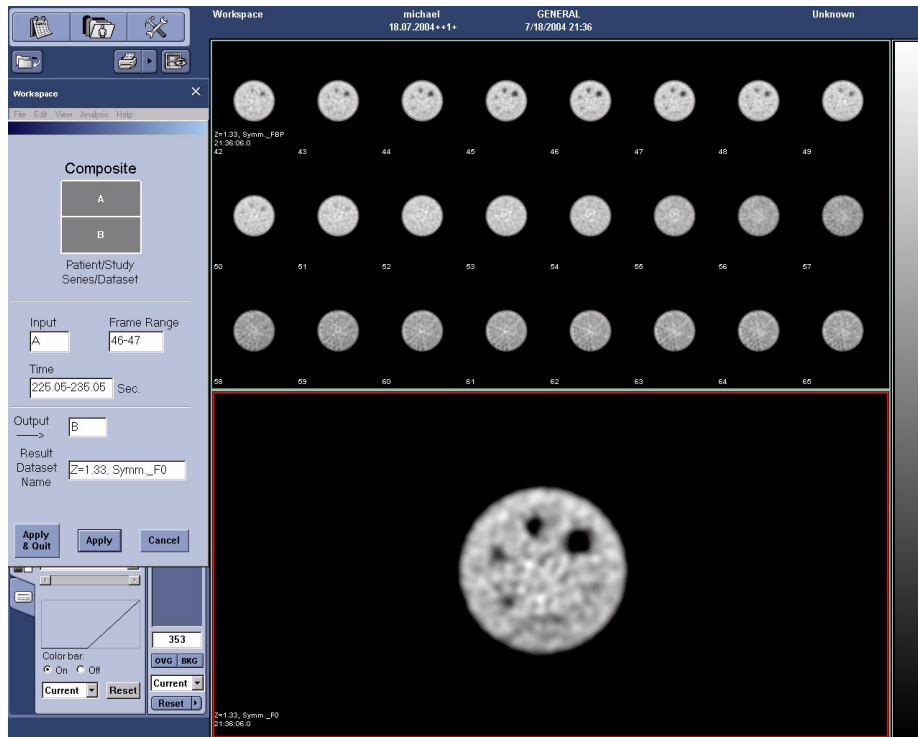 Workspace michael GENERAL Unknown
18.07.2004++1+ 7/18/2004 21:36
Workspace
File Edit View Analysis Help
Composite
A
B
Patient/Study
Series/Dataset
Input Frame Range
A 46-47
Time
225.05-235.05 Sec.
Output B
---->
Result
Dataset
Name Z=1.33, Symm._F0
Apply
& Quit Apply Cancel
Color bar:
On Off
Current Reset
353
OVG BKG
Current
Reset
Z=1.33, Symm._FBP
21:36:06.0
42 43 44 45 46 47 48 49
50 51 52 53 54 55 56 57
58 59 60 61 62 63 64 65
Z=1.33, Symm._F0
21:36:06.0